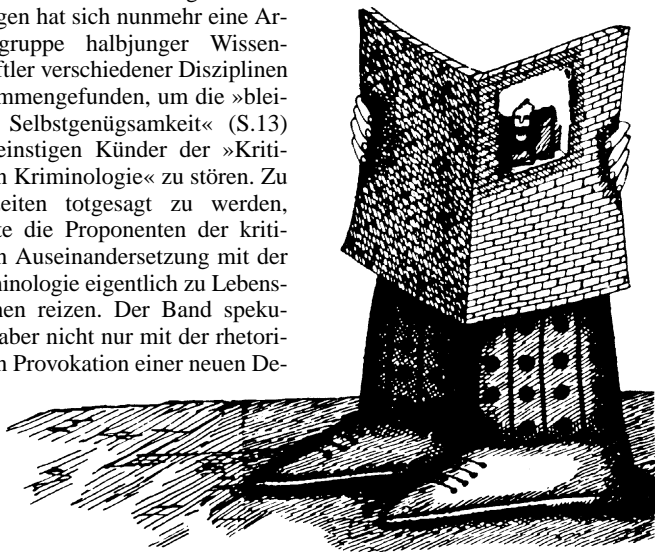 gen hat sich nunmehr eine Ar-
gruppe halbjunger Wissen-
ftler verschiedener Disziplinen
mmengefunden, um die »blei-
Selbstgenügsamkeit« (S.13)
einstigen Künder der »Kriti-
n Kriminologie« zu stören. Zu
eiten totgesagt zu werden,
te die Proponenten der kriti-
n Auseinandersetzung mit der
minologie eigentlich zu Lebens-
hen reizen. Der Band speku-
aber nicht nur mit der rhetori-
n Provokation einer neuen De-